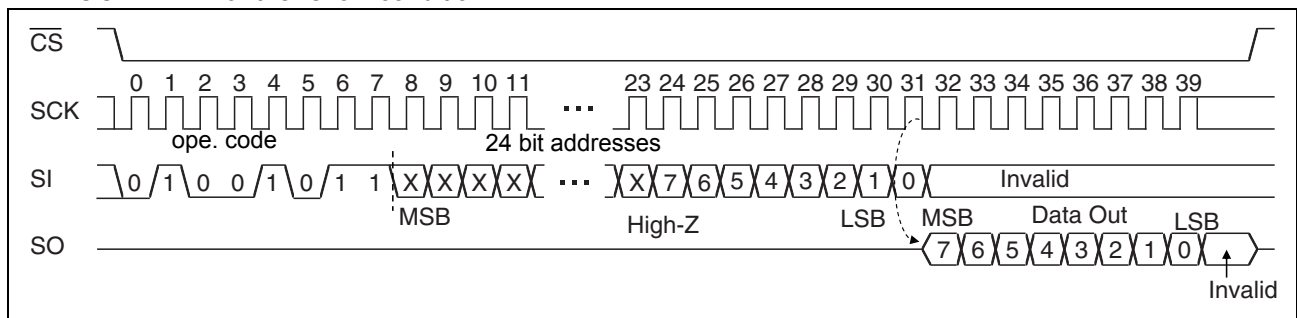 CS
0 1 2 3 4 5 6 7 8 9 10 11 23 24 25 26 27 28 29 30 31 32 33 34 35 36 37 38 39
SCK ...
ope. code 24 bit addresses
SI 0 1 0 0 1 0 1 1 X X X X ... X 7 6 5 4 3 2 1 0 Invalid
MSB High-Z LSB MSB Data Out LSB
SO 7 6 5 4 3 2 1 0
Invalid